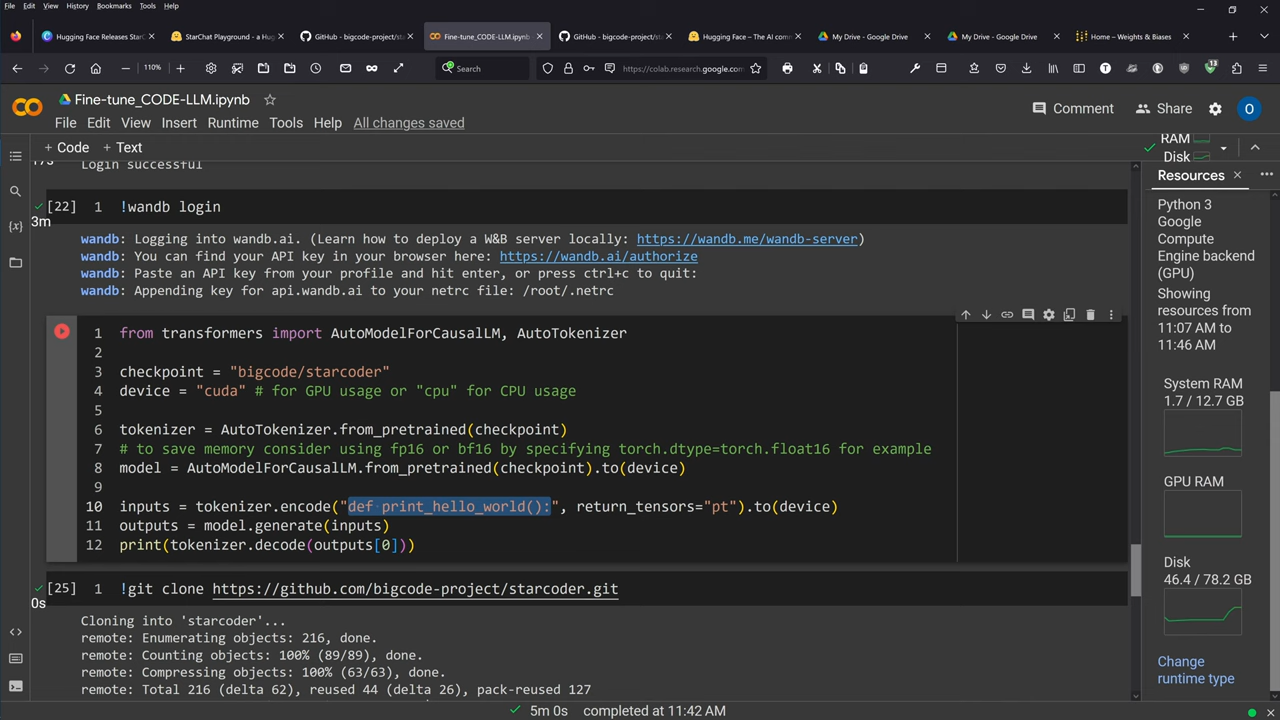 File Edit View History Bookmarks Tools Help
Hugging Face Releases StarC
StarChat Playground - a Hug
GitHub - bigcode-project/sta
Fine-tune_CODE-LLM.ipynb
GitHub - bigcode-project/sta
Hugging Face – The AI com
My Drive - Google Drive
My Drive - Google Drive
Home – Weights & Biases
110%
Search
https://colab.research.google.com
13
Fine-tune_CODE-LLM.ipynb
Comment
Share
O
File Edit View Insert Runtime Tools Help All changes saved
+ Code + Text
RAM
Disk
Login successful
[22] 1 !wandb login
3m
wandb: Logging into wandb.ai. (Learn how to deploy a W&B server locally: https://wandb.me/wandb-server)
wandb: You can find your API key in your browser here: https://wandb.ai/authorize
wandb: Paste an API key from your profile and hit enter, or press ctrl+c to quit:
wandb: Appending key for api.wandb.ai to your netrc file: /root/.netrc
1 from transformers import AutoModelForCausalLM, AutoTokenizer
2
3 checkpoint = "bigcode/starcoder"
4 device = "cuda" # for GPU usage or "cpu" for CPU usage
5
6 tokenizer = AutoTokenizer.from_pretrained(checkpoint)
7 # to save memory consider using fp16 or bf16 by specifying torch.dtype=torch.float16 for example
8 model = AutoModelForCausalLM.from_pretrained(checkpoint).to(device)
9
10 inputs = tokenizer.encode("def print_hello_world():", return_tensors="pt").to(device)
11 outputs = model.generate(inputs)
12 print(tokenizer.decode(outputs[0]))
[25] 1 !git clone https://github.com/bigcode-project/starcoder.git
0s
Cloning into 'starcoder'...
remote: Enumerating objects: 216, done.
remote: Counting objects: 100% (89/89), done.
remote: Compressing objects: 100% (63/63), done.
remote: Total 216 (delta 62), reused 44 (delta 26), pack-reused 127
Resources
Python 3
Google
Compute
Engine backend
(GPU)
Showing
resources from
11:07 AM to
11:46 AM
System RAM
1.7 / 12.7 GB
GPU RAM
Disk
46.4 / 78.2 GB
Change
runtime type
5m 0s completed at 11:42 AM